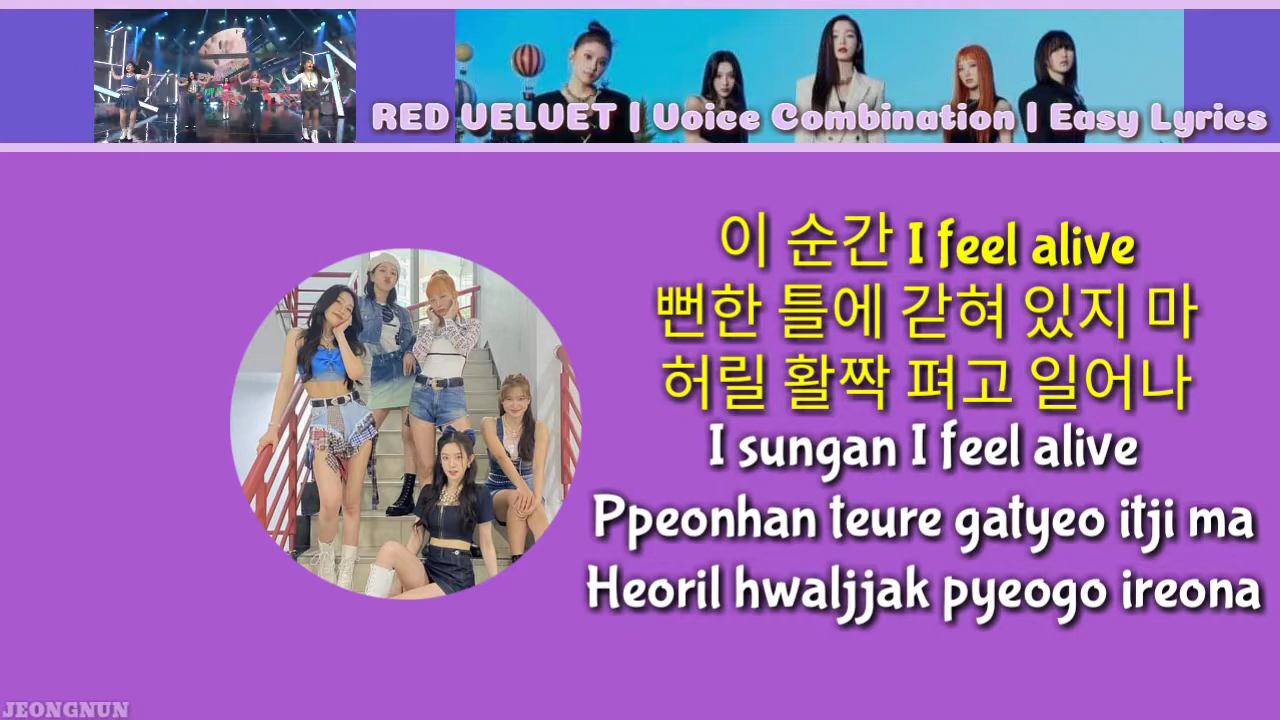 RED VELVET | Voice Combination | Easy Lyrics
이 순간 I feel alive
뻔한 틀에 갇혀 있지 마
허릴 활짝 펴고 일어나
I sungan I feel alive
Ppeonhan teure gatyeo itji ma
Heoril hwaljjak pyeogo ireona
JEONGNUN